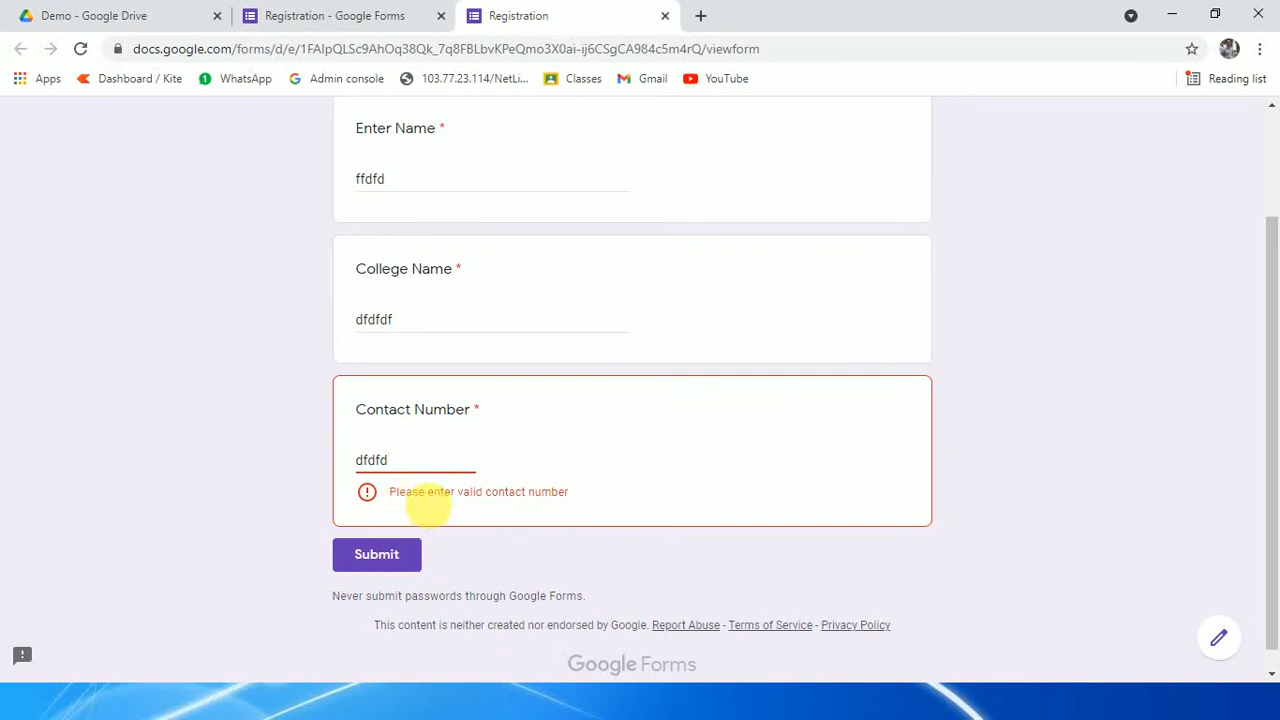 Demo - Google Drive
Registration - Google Forms
Registration
docs.google.com/forms/d/e/1FAIpQLSc9AhOq38Qk_7q8FBLbvKPeQmo3X0ai-ij6CSgCA984c5m4rQ/viewform
Apps
Dashboard / Kite
1 WhatsApp
Admin console
103.77.23.114/NetLi...
Classes
Gmail
YouTube
Reading list
Enter Name *
ffdfd
College Name *
dfdfdf
Contact Number *
dfdfd
Please enter valid contact number
Submit
Never submit passwords through Google Forms.
This content is neither created nor endorsed by Google. Report Abuse - Terms of Service - Privacy Policy
Google Forms